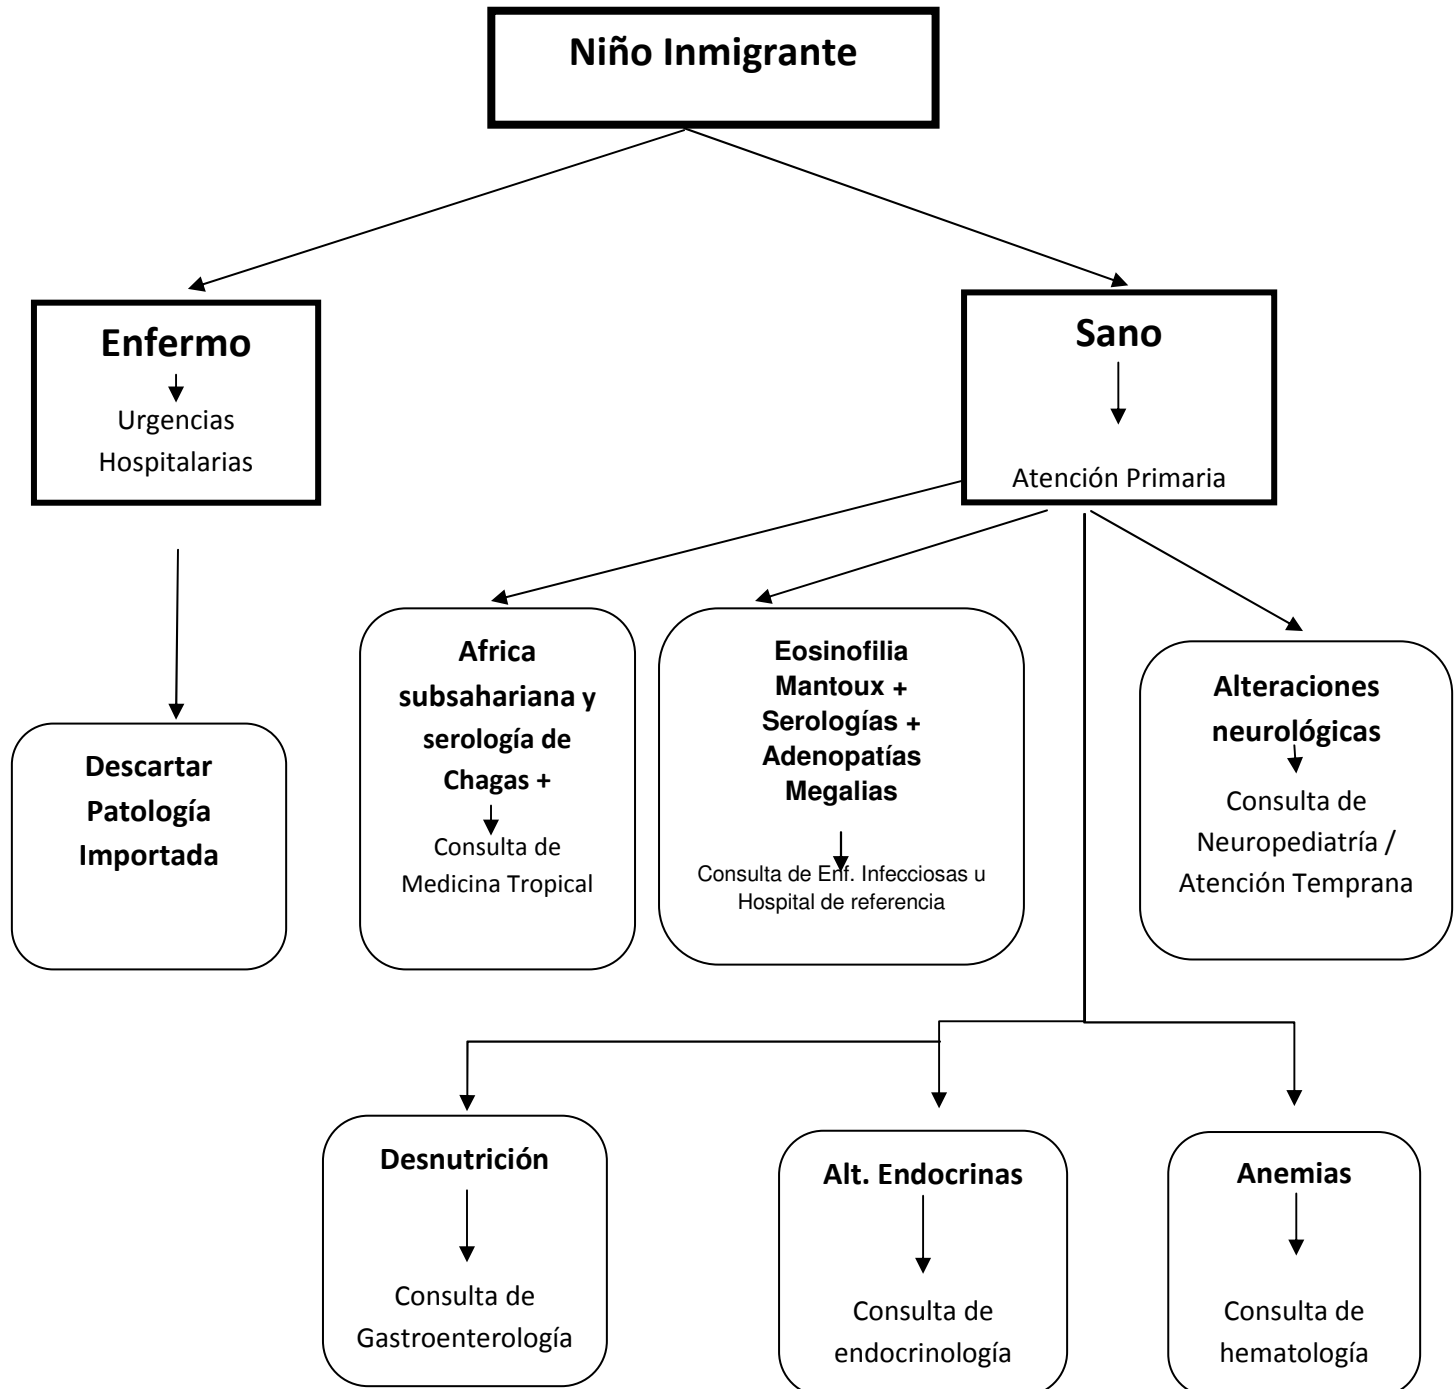 Niño Inmigrante
Enfermo
Urgencias
Hospitalarias
Sano
Atención Primaria
Descartar
Patología
Importada
Africa
subsahariana y
serología de
Chagas +
Consulta de
Medicina Tropical
Eosinofilia
Mantoux +
Serologías +
Adenopatías
Megalias
Consulta de Enf. Infecciosas u
Hospital de referencia
Alteraciones
neurológicas
Consulta de
Neuropediatría /
Atención Temprana
Desnutrición
Consulta de
Gastroenterología
Alt. Endocrinas
Consulta de
endocrinología
Anemias
Consulta de
hematología